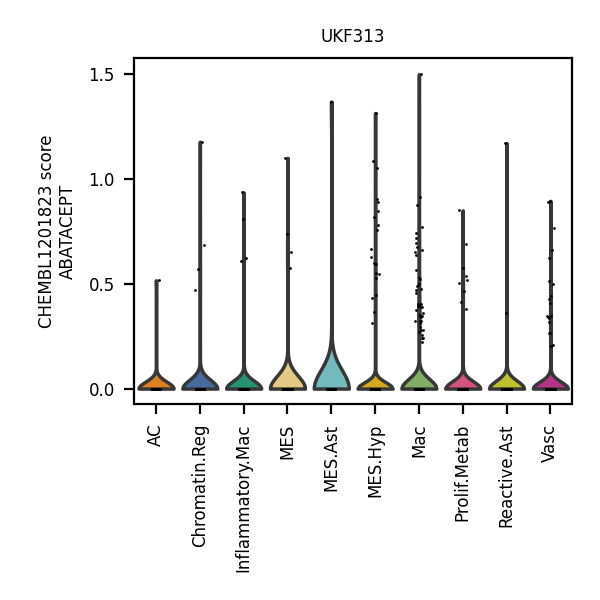 UKF313
CHEMBL1201823 score
ABATACEPT
1.5
1.0
0.5
0.0
AC
Chromatin.Reg
Inflammatory.Mac
MES
MES.Ast
MES.Hyp
Mac
Prolif.Metab
Reactive.Ast
Vasc